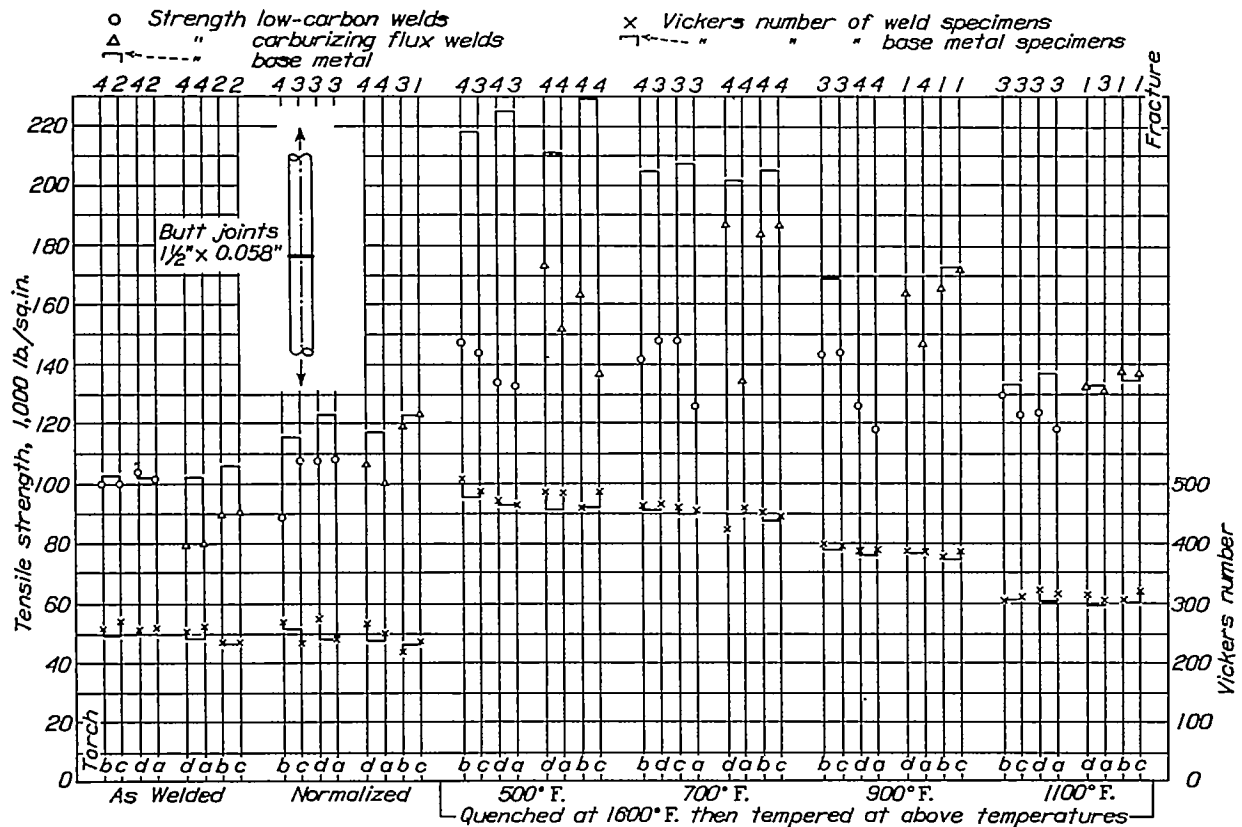 o Strength low-carbon welds
△ " carburizing flux welds
" base metal
x Vickers number of weld specimens
" " " base metal specimens
4 2 4 2 4 4 2 2 4 3 3 3 4 4 3 1 4 3 4 3 4 4 4 4 4 3 3 3 4 4 4 4 3 3 4 4 1 4 1 1 3 3 3 3 1 3 1 1
Fracture
Tensile strength, 1,000 lb./sq.in.
220
200
180
160
140
120
100
80
60
40
20
0
Butt joints
1½" x 0.058"
500
400
300
200
100
0
Vickers number
Torch
b c d a d a b c b c d a d a b c b c d a d a b c b d c a d a b c b c d a d a b c b c d a d a b c
As Welded Normalized 500°F. 700°F. 900°F. 1100°F.
Quenched at 1600°F. then tempered at above temperatures